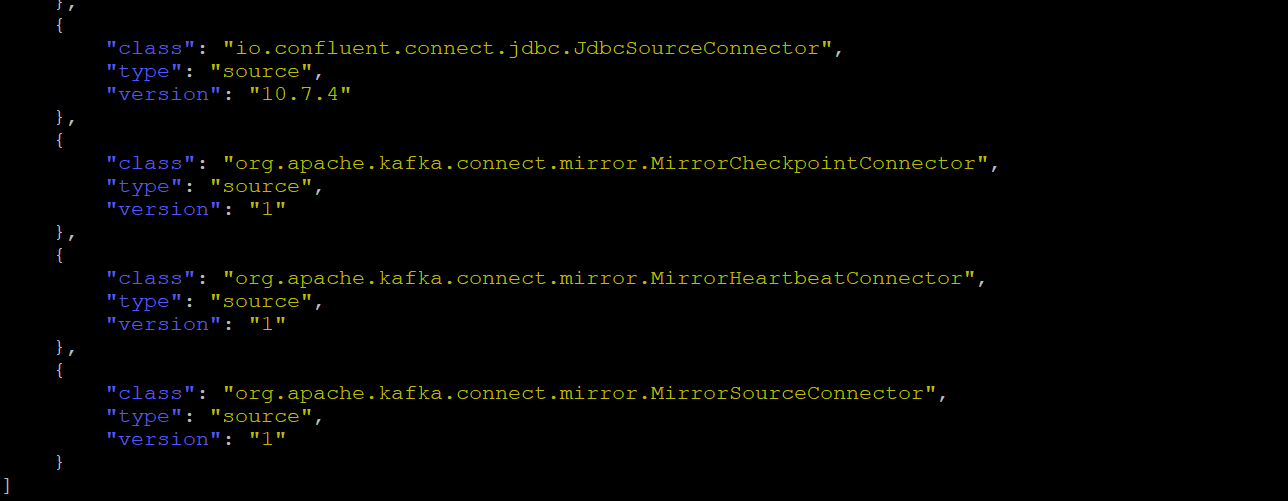 },
{
"class": "io.confluent.connect.jdbc.JdbcSourceConnector",
"type": "source",
"version": "10.7.4"
},
{
"class": "org.apache.kafka.connect.mirror.MirrorCheckpointConnector",
"type": "source",
"version": "1"
},
{
"class": "org.apache.kafka.connect.mirror.MirrorHeartbeatConnector",
"type": "source",
"version": "1"
},
{
"class": "org.apache.kafka.connect.mirror.MirrorSourceConnector",
"type": "source",
"version": "1"
}
]